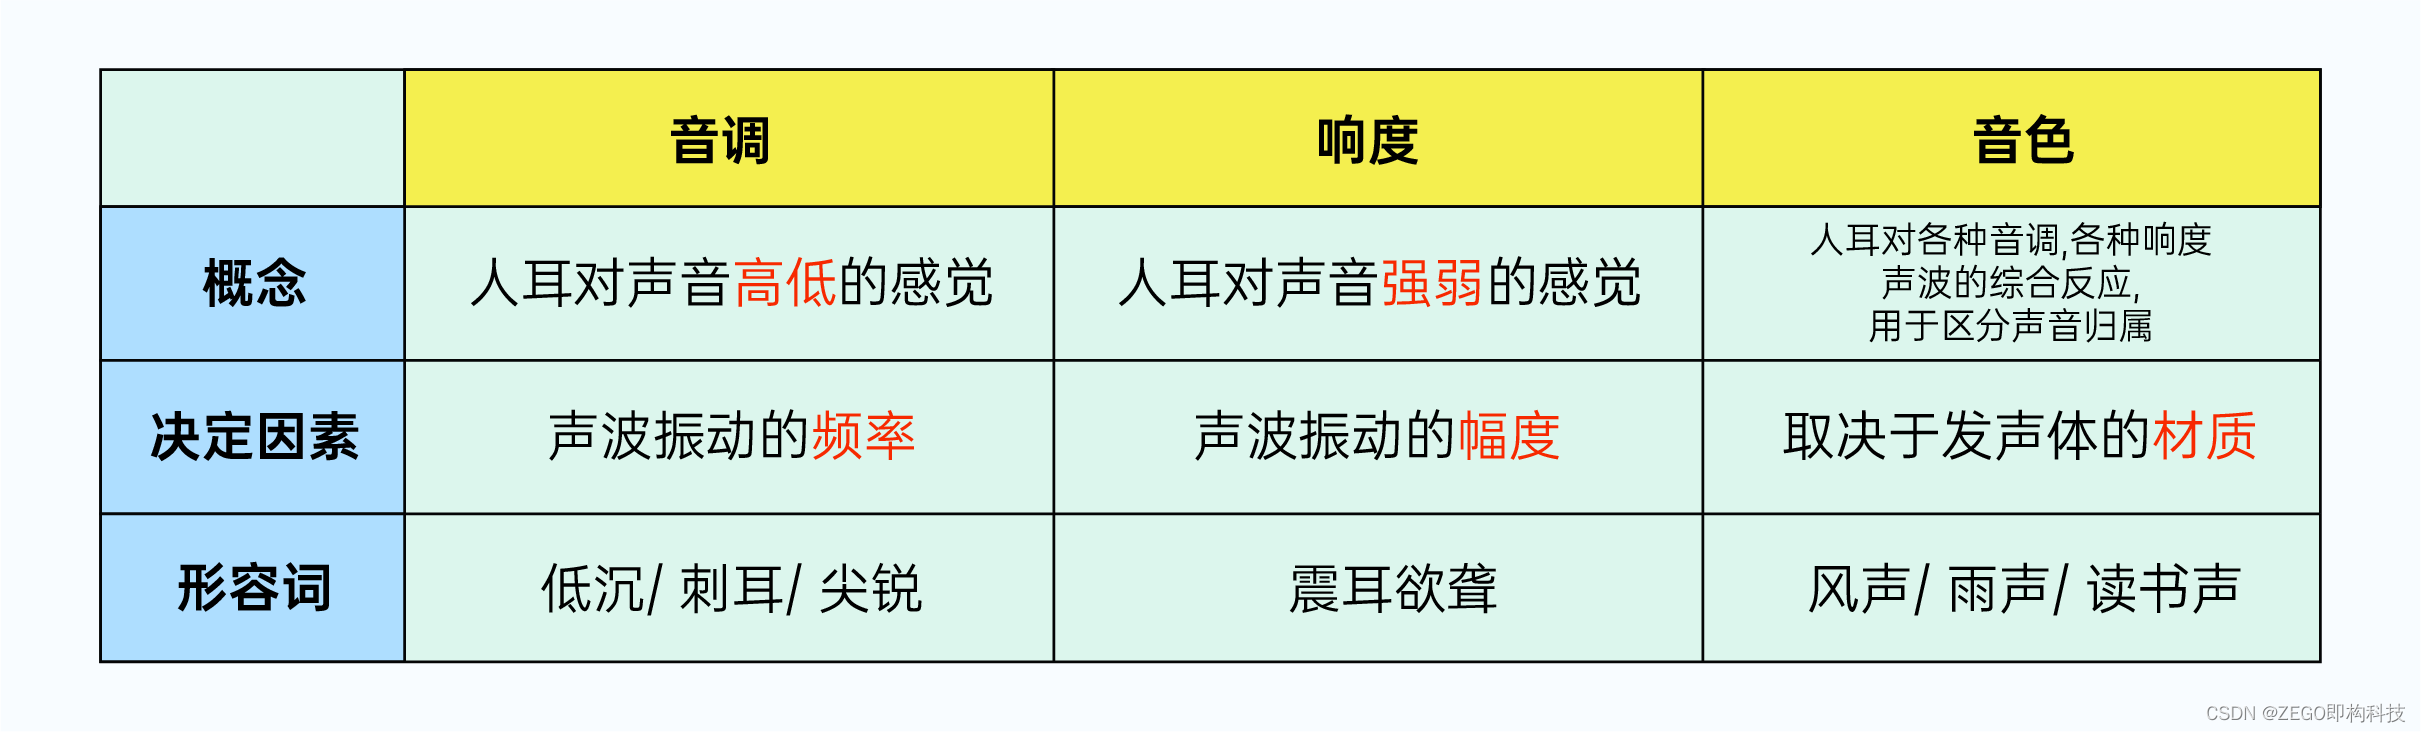 音调 响度 音色
概念 人耳对声音高低的感觉 人耳对声音强弱的感觉 人耳对各种音调,各种响度
声波的综合反应,
用于区分声音归属
决定因素 声波振动的频率 声波振动的幅度 取决于发声体的材质
形容词 低沉/ 刺耳/ 尖锐 震耳欲聋 风声/ 雨声/ 读书声
CSDN @ZEGO即构科技